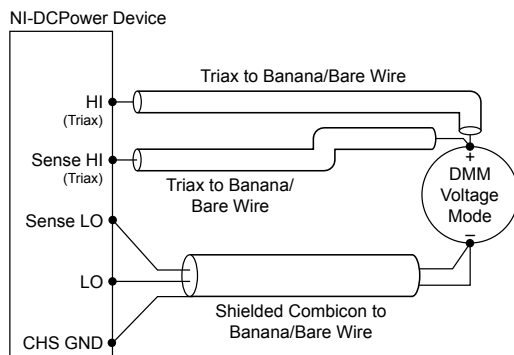 NI-DCPower Device
Triax to Banana/Bare Wire
HI
(Triax)
Sense HI
(Triax)
Triax to Banana/
Bare Wire
+
DMM
Voltage
Mode
–
Sense LO
LO
Shielded Combicon to
Banana/Bare Wire
CHS GND